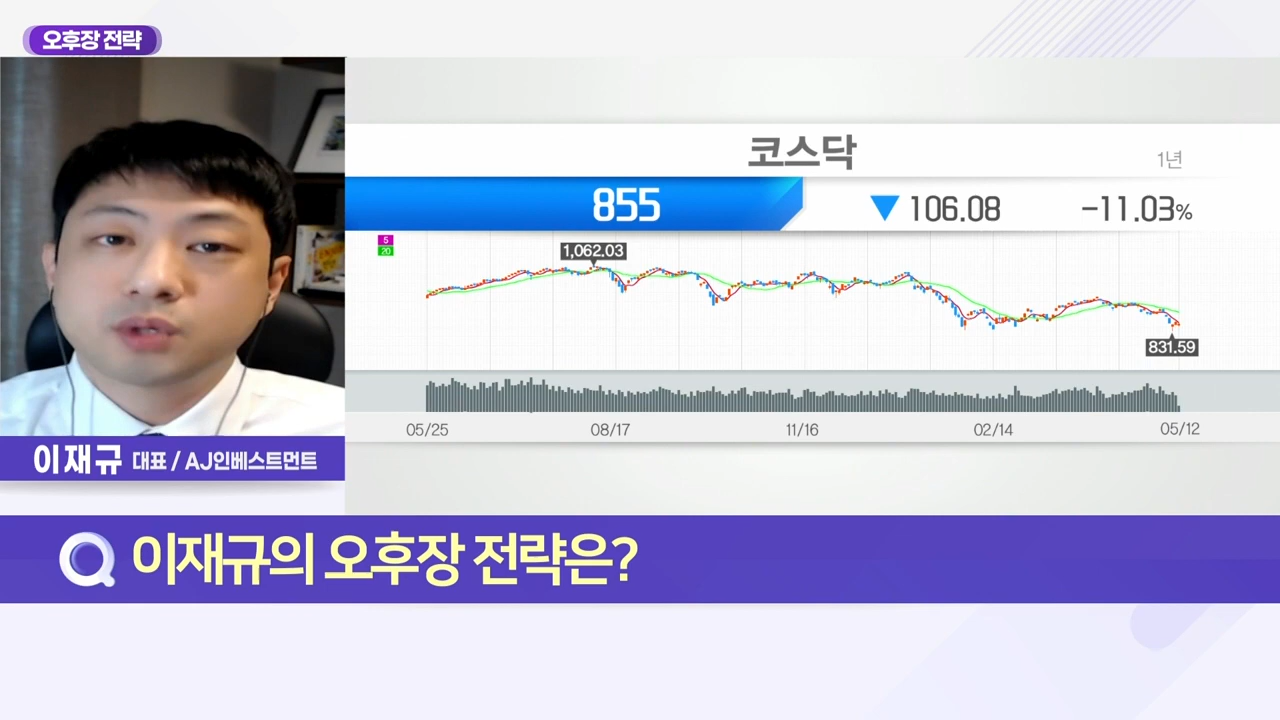 오후장 전략
코스닥
1년
855 ▼106.08 -11.03%
5
20
1,062.03
831.59
05/25 08/17 11/16 02/14 05/12
이재규 대표 / AJ인베스트먼트
Q 이재규의 오후장 전략은?